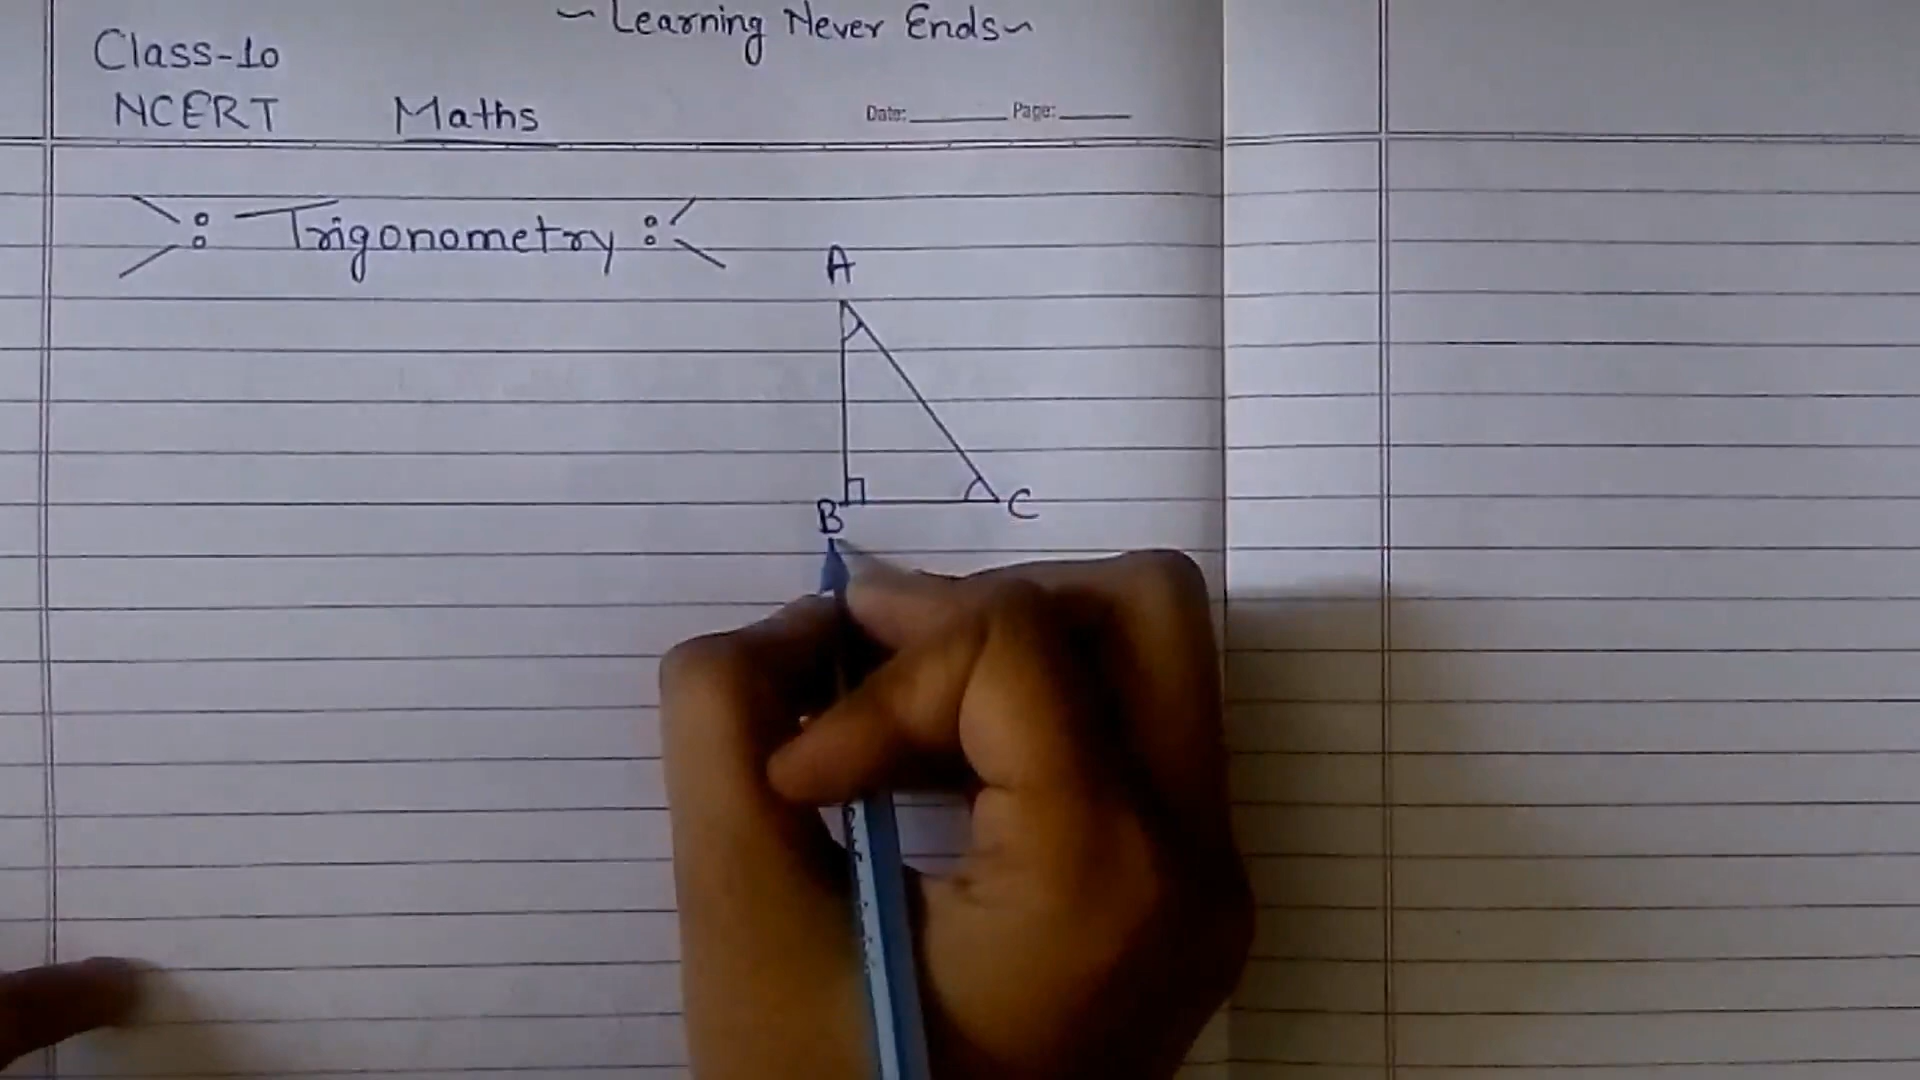 ~ Learning Never Ends ~
Class-10
NCERT Maths
Date: Page:
Trigonometry
A
B
C